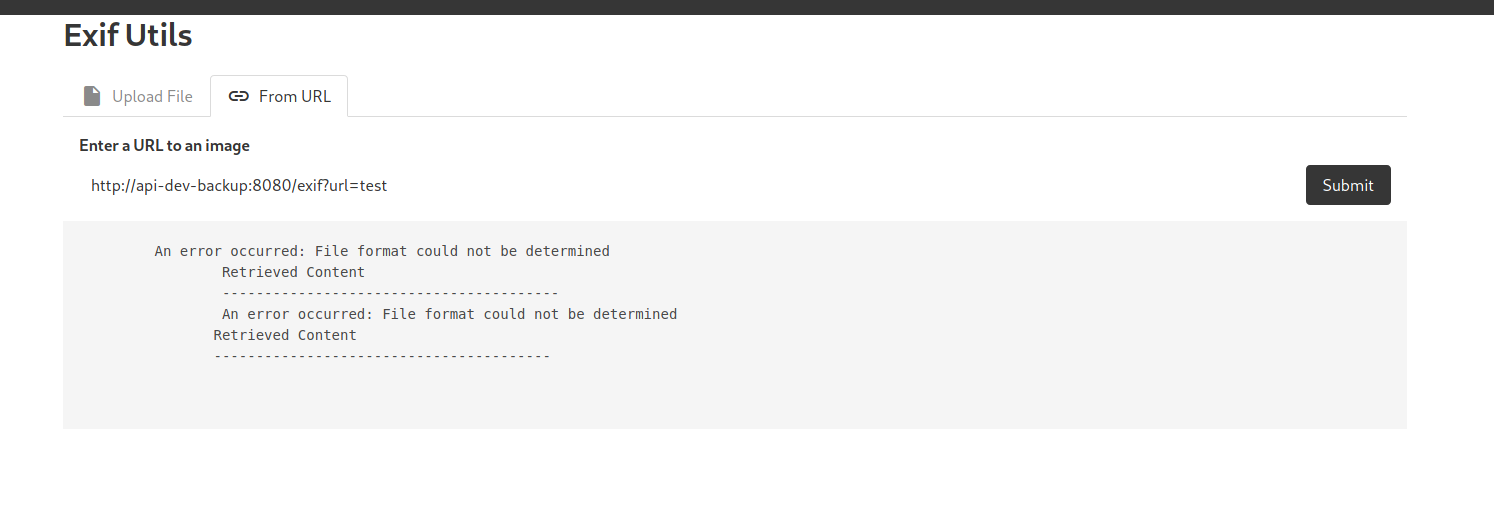 Exif Utils
Upload File
From URL
Enter a URL to an image
http://api-dev-backup:8080/exif?url=test
Submit
An error occurred: File format could not be determined
Retrieved Content
----------------------------------------
An error occurred: File format could not be determined
Retrieved Content
----------------------------------------